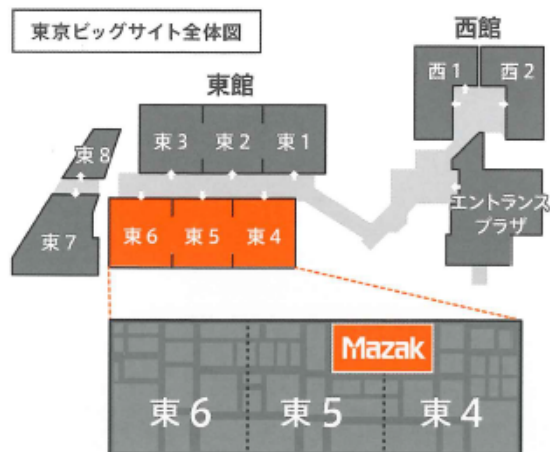 東京ビッグサイト全体図
西館
西1
西2
東館
東3
東2
東1
東8
東7
東6
東5
東4
エントランス
プラザ
Mazak
東6
東5
東4